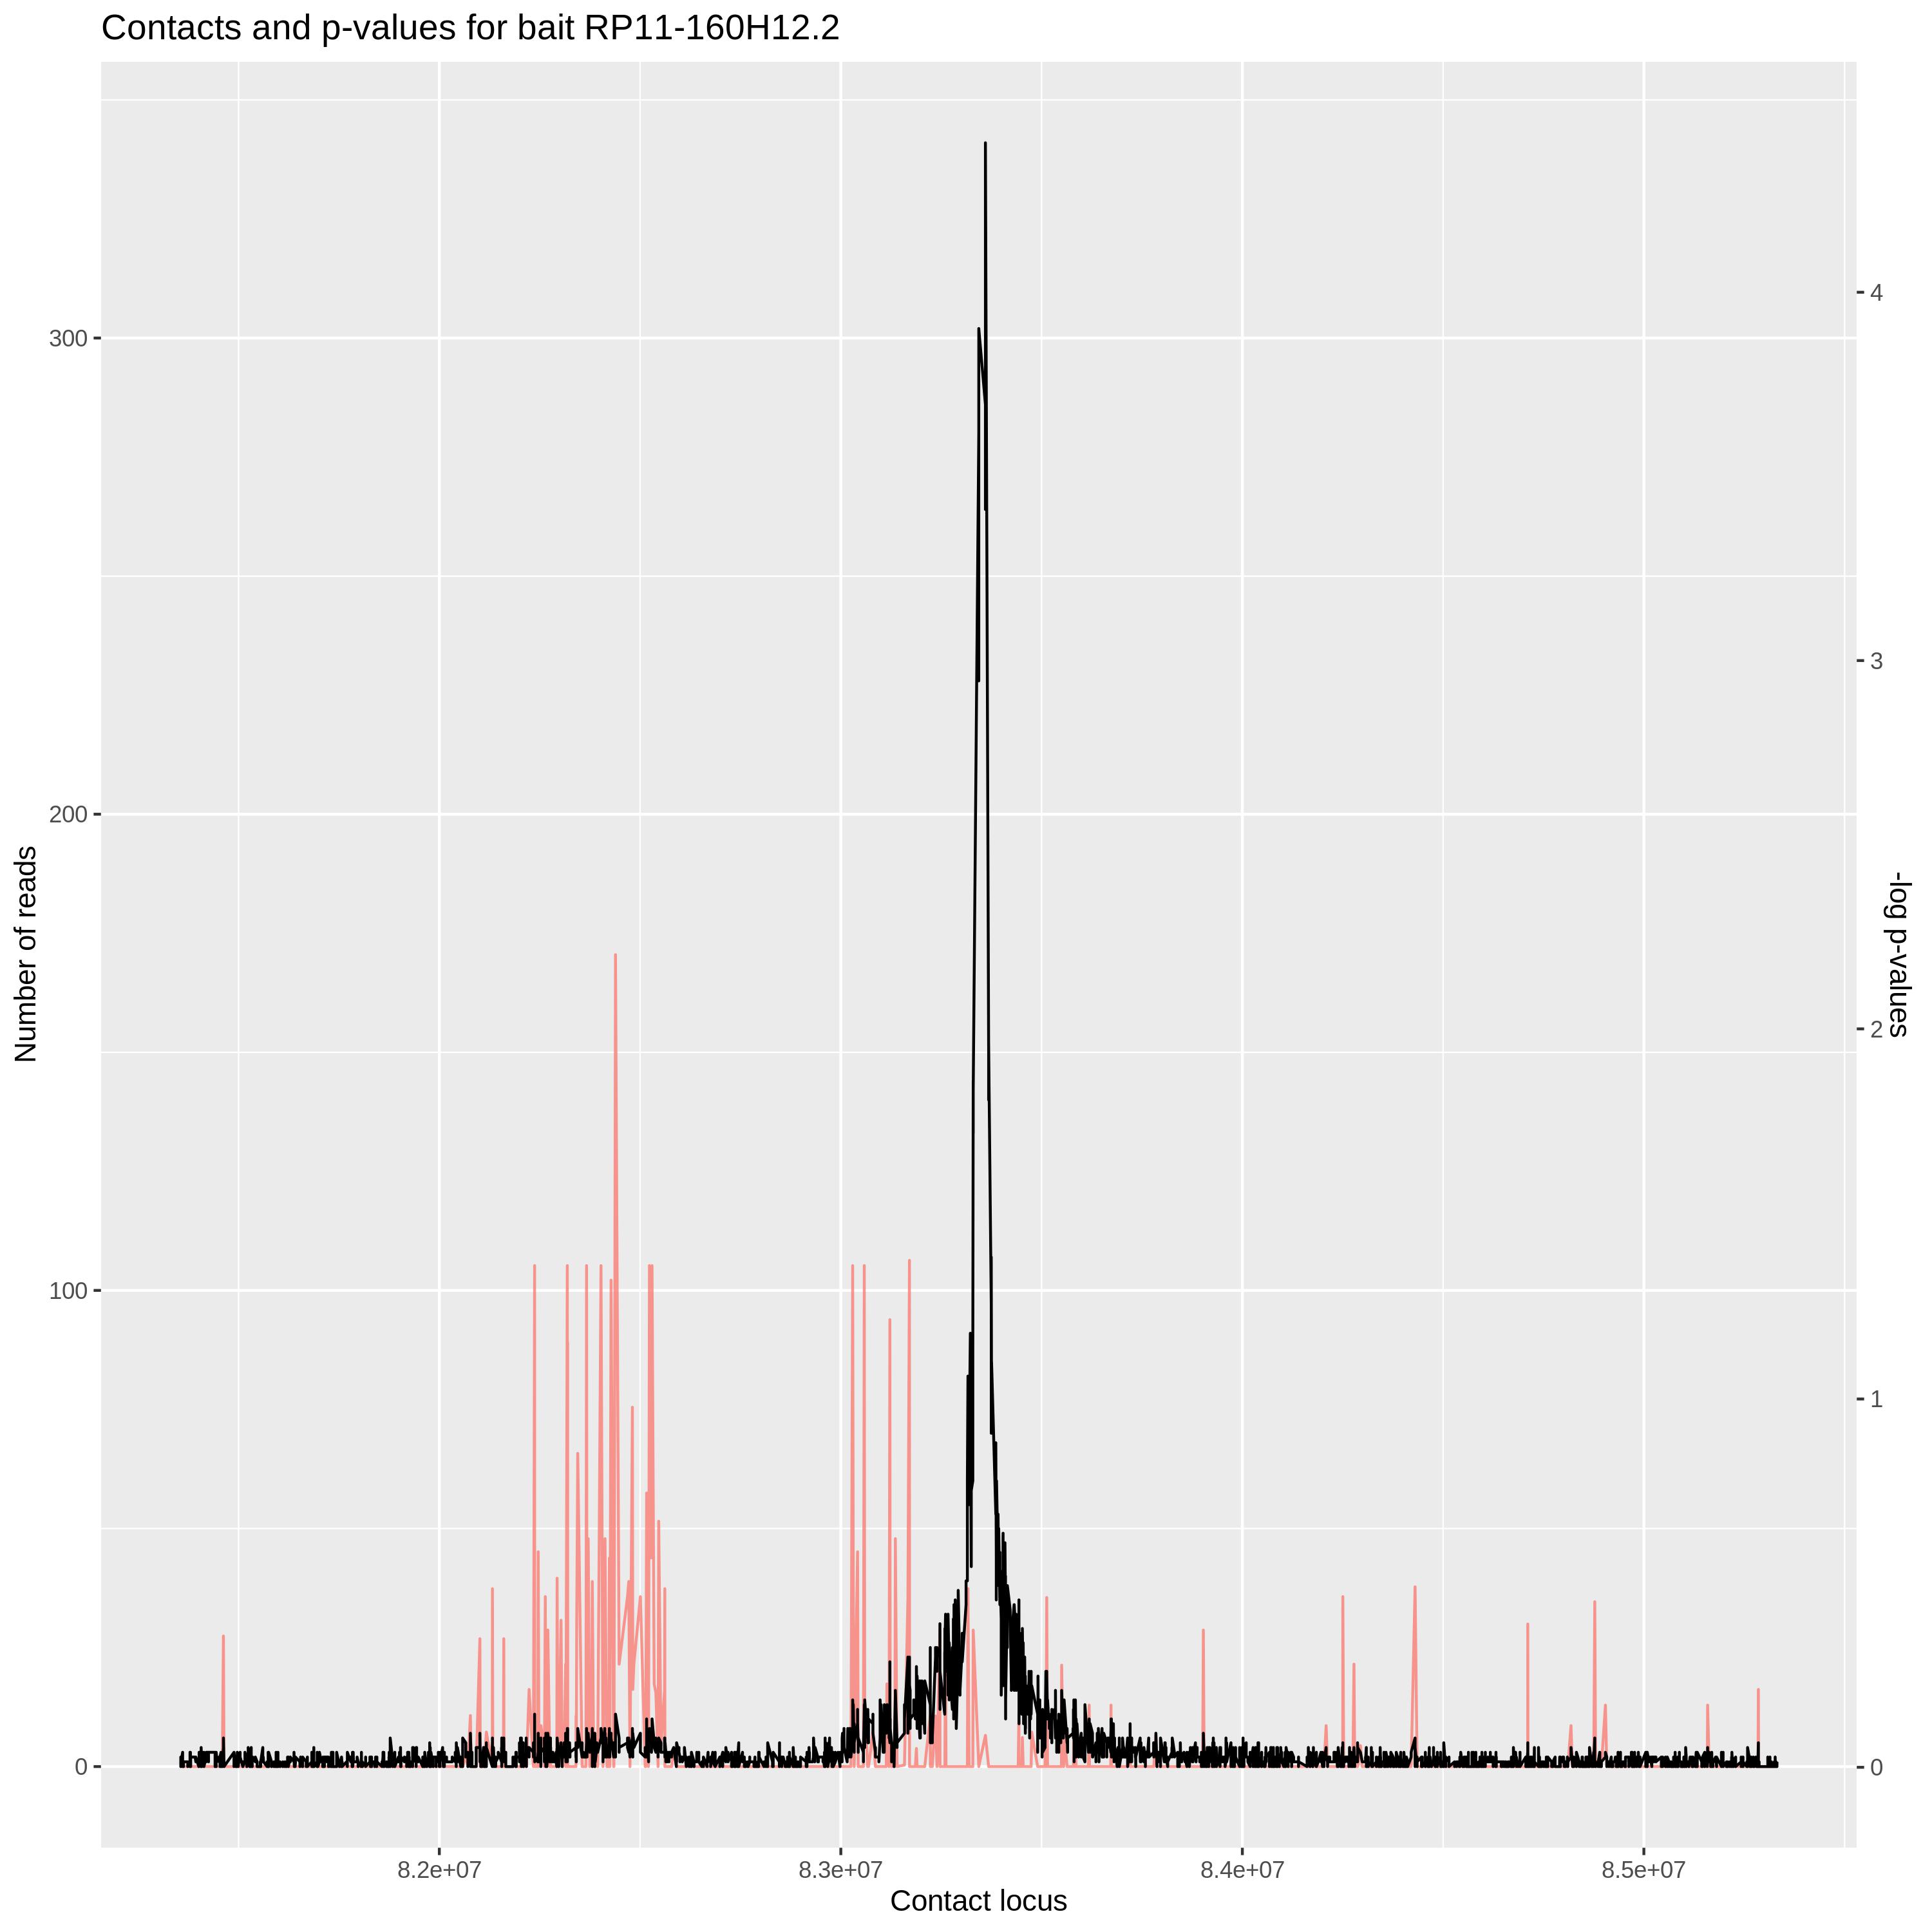 Contacts and p-values for bait RP11-160H12.2
Number of reads
300
200
100
0
4
3
2
1
0
-log p-values
8.2e+07
8.3e+07
8.4e+07
8.5e+07
Contact locus